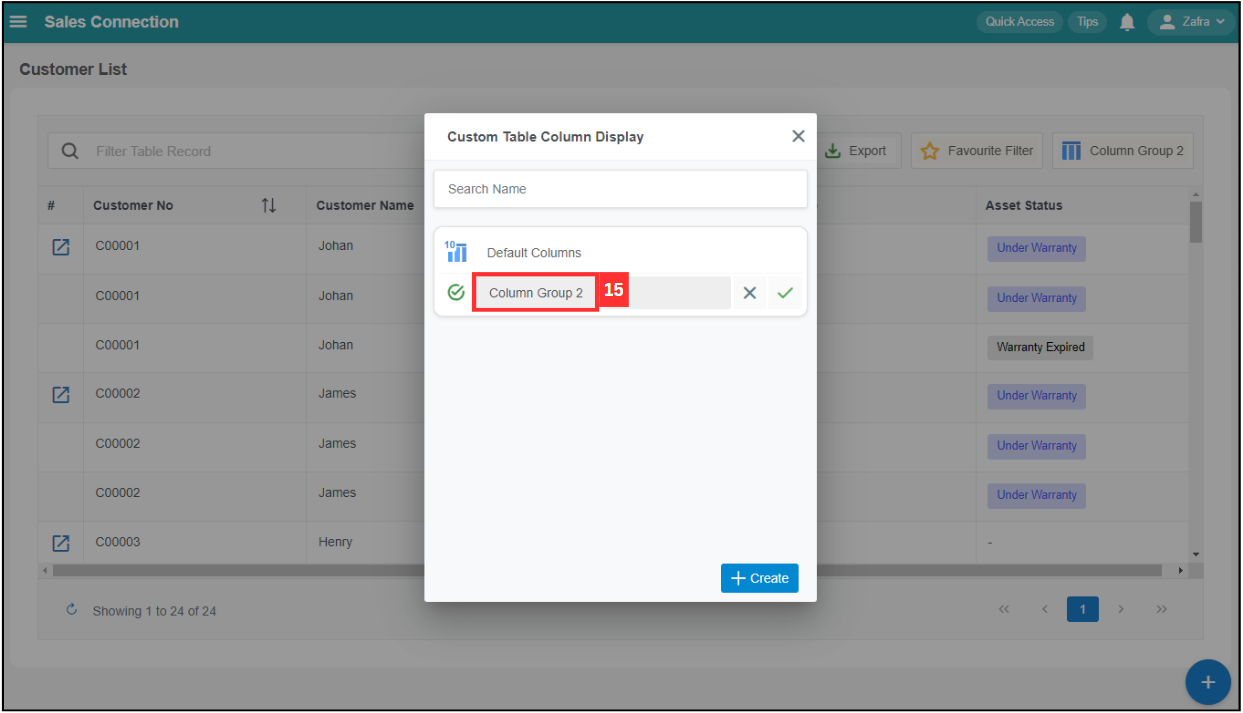 Sales Connection
Quick Access
Tips
Zafra
Customer List
Custom Table Column Display
Filter Table Record
Export
Favourite Filter
Column Group 2
Search Name
# Customer No Customer Name Asset Status
10
Default Columns
C00001 Johan Under Warranty
Column Group 2 15
C00001 Johan Under Warranty
C00001 Johan Warranty Expired
C00002 James Under Warranty
C00002 James Under Warranty
C00002 James Under Warranty
C00003 Henry -
+ Create
Showing 1 to 24 of 24
<< < 1 > >>
+